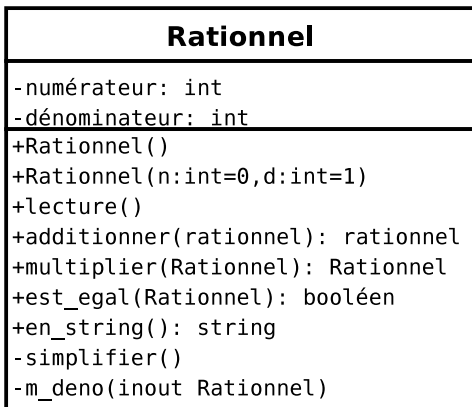 Rationnel
-numérateur: int
-dénominateur: int
+Rationnel()
+Rationnel(n:int=0,d:int=1)
+lecture()
+additionner(rationnel): rationnel
+multiplier(Rationnel): Rationnel
+est_egal(Rationnel): booléen
+en_string(): string
-simplifier()
-m_deno(inout Rationnel)